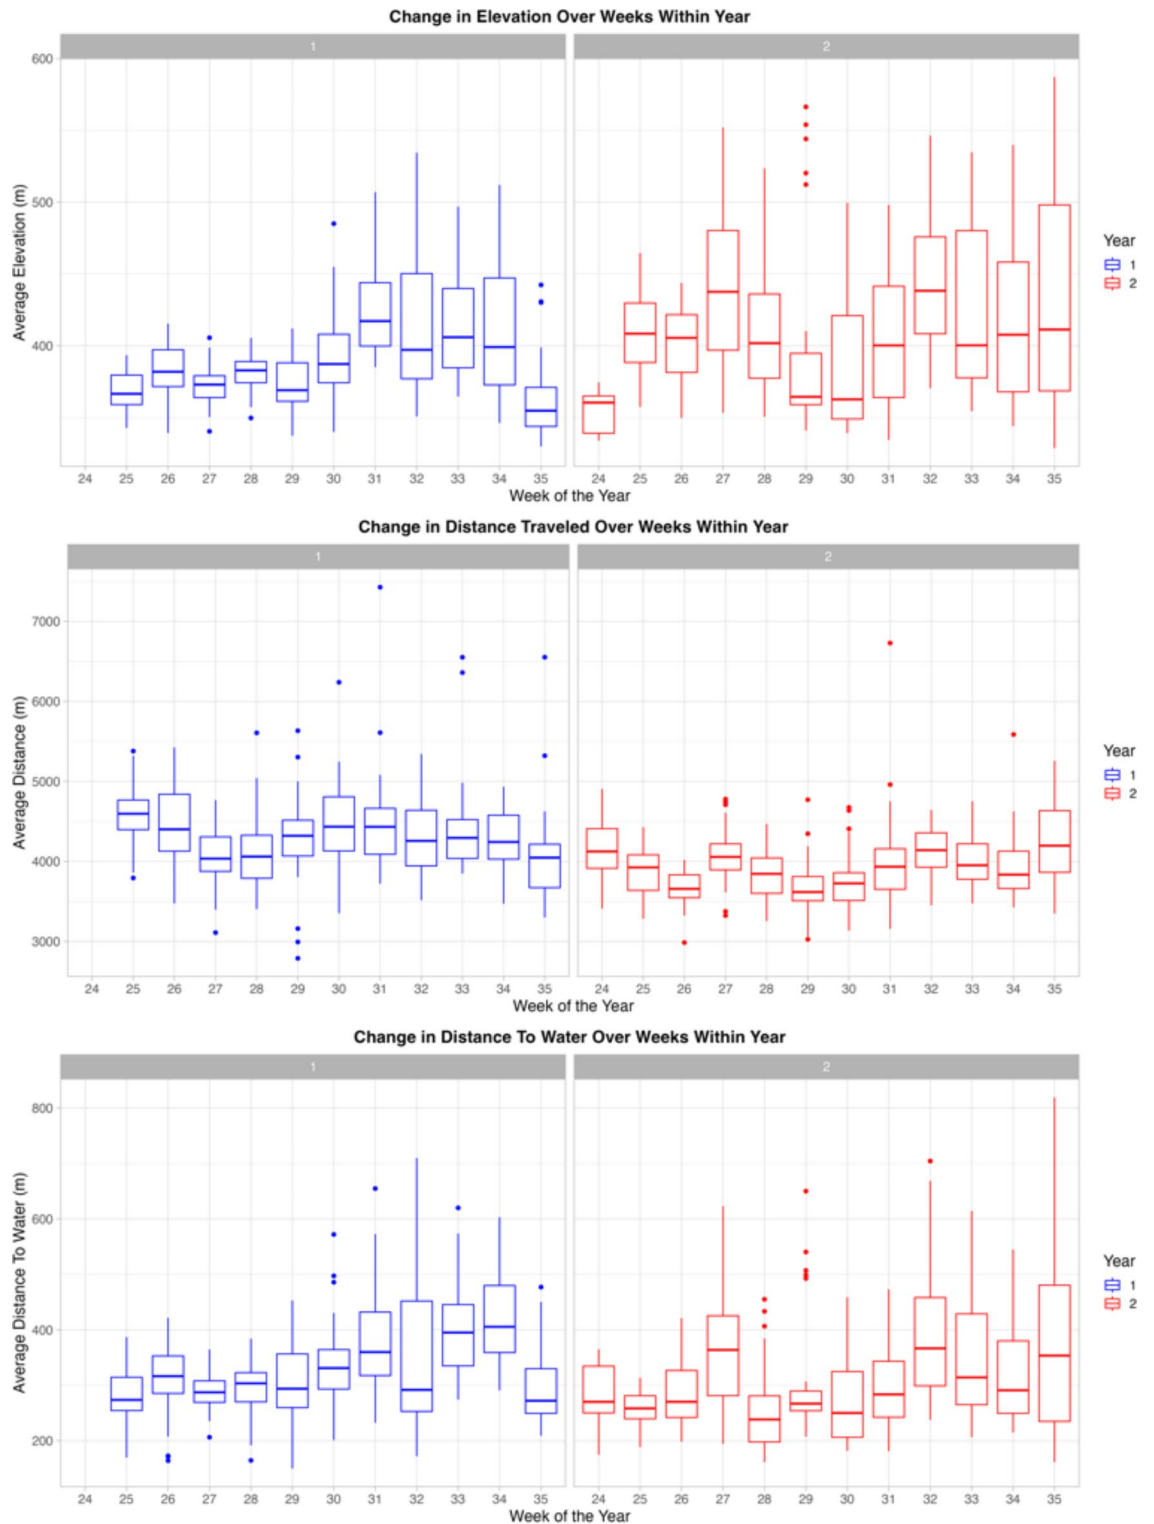 Change in Elevation Over Weeks Within Year
1 2
600
500
400
Average Elevation (m)
24 25 26 27 28 29 30 31 32 33 34 35 24 25 26 27 28 29 30 31 32 33 34 35
Week of the Year
Year
1
2
Change in Distance Traveled Over Weeks Within Year
1 2
7000
6000
5000
4000
3000
Average Distance (m)
24 25 26 27 28 29 30 31 32 33 34 35 24 25 26 27 28 29 30 31 32 33 34 35
Week of the Year
Year
1
2
Change in Distance To Water Over Weeks Within Year
1 2
800
600
400
200
Average Distance To Water (m)
24 25 26 27 28 29 30 31 32 33 34 35 24 25 26 27 28 29 30 31 32 33 34 35
Week of the Year
Year
1
2